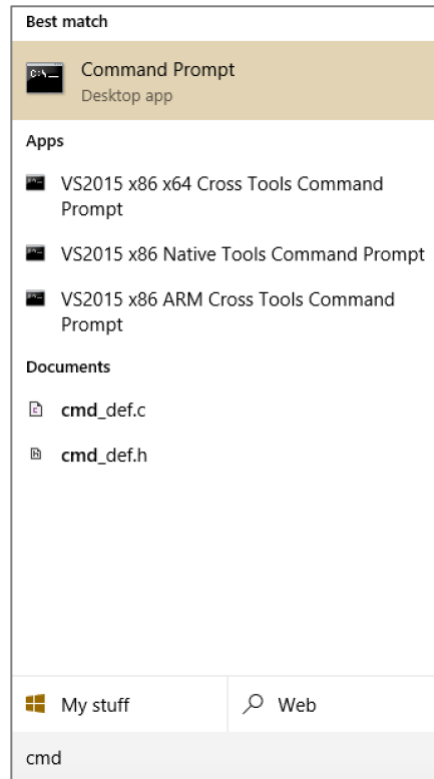 Best match
C:\_
Command Prompt
Desktop app
Apps
VS2015 x86 x64 Cross Tools Command
Prompt
VS2015 x86 Native Tools Command Prompt
VS2015 x86 ARM Cross Tools Command
Prompt
Documents
cmd_def.c
cmd_def.h
My stuff
Web
cmd